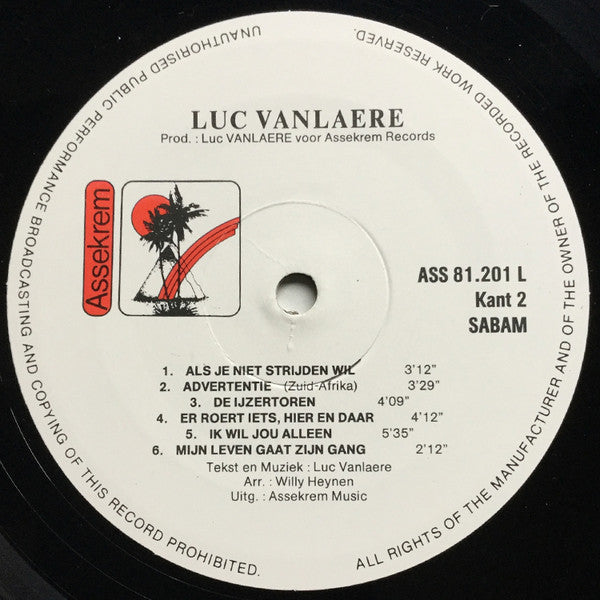 LUC VANLAERE
Prod. : Luc VANLAERE voor Assekrem Records
Assekrem
ASS 81.201 L
Kant 2
SABAM
1. ALS JE NIET STRIJDEN WIL 3'12"
2. ADVERTENTIE (Zuid-Afrika) 3'29"
3. DE IJZERTOREN 4'09"
4. ER ROERT IETS, HIER EN DAAR 4'12"
5. IK WIL JOU ALLEEN 5'35"
6. MIJN LEVEN GAAT ZIJN GANG 2'12"
Tekst en Muziek : Luc Vanlaere
Arr. : Willy Heynen
Uitg. : Assekrem Music
ALL RIGHTS OF THE MANUFACTURER AND OF THE OWNER OF THE RECORDED WORK RESERVED.
UNAUTHORISED PUBLIC PERFORMANCE BROADCASTING AND COPYING OF THIS RECORD PROHIBITED.